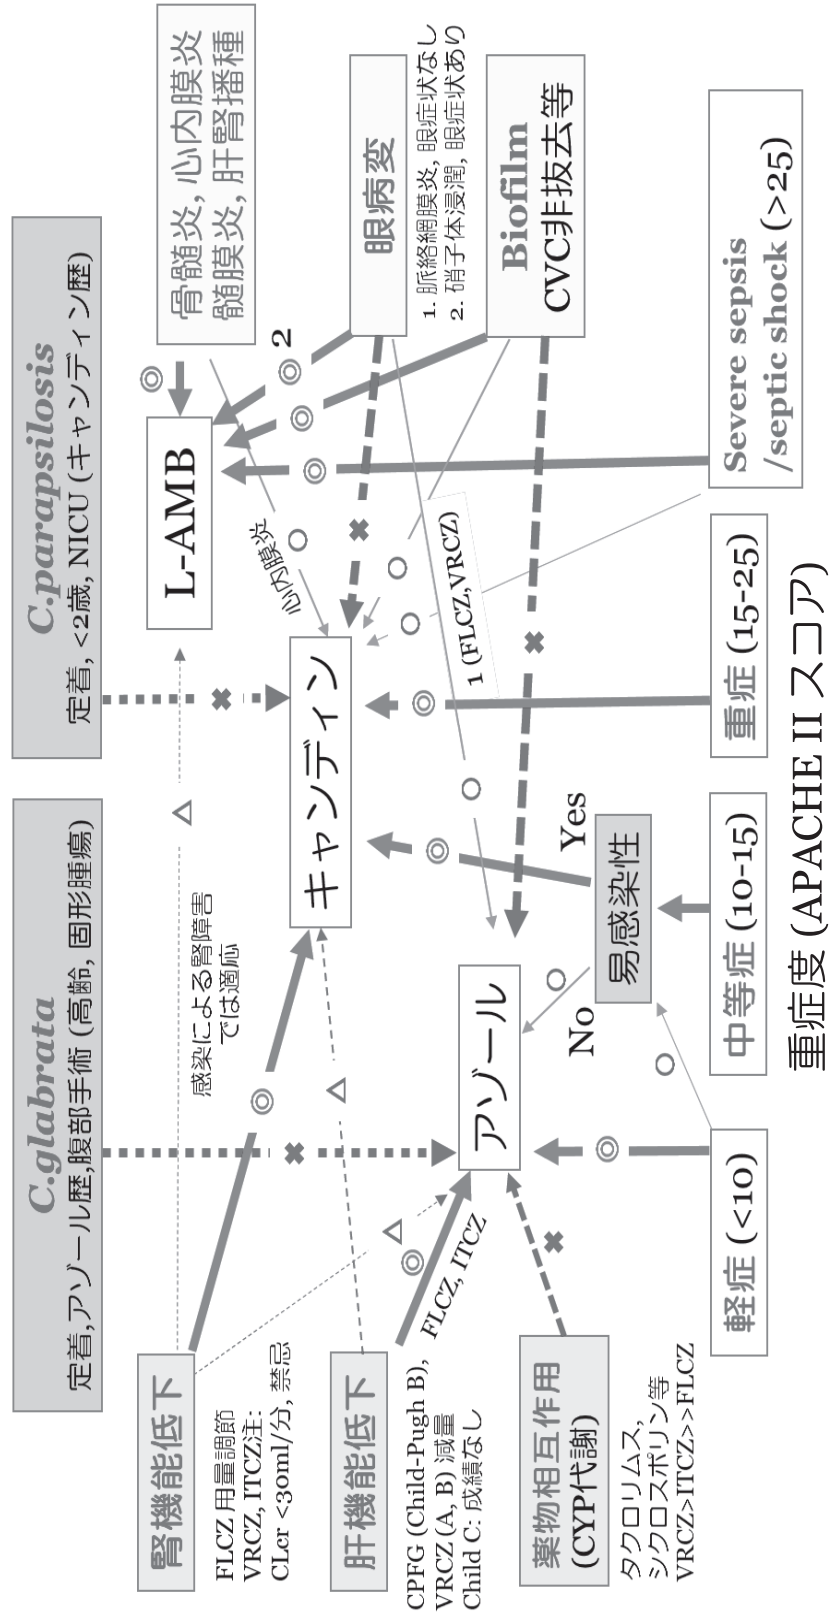 C.glabrata
定着,アゾール歴,腹部手術 (高齢, 固形腫瘍)
C.parapsilosis
定着, <2歳, NICU (キャンディン歴)
腎機能低下
FLCZ 用量調節
VRCZ, ITCZ注:
CLcr <30ml/分, 禁忌
肝機能低下
CPFG (Child-Pugh B),
VRCZ (A, B) 減量
Child C: 成績なし
薬物相互作用
(CYP代謝)
タクロリムス,
シクロスポリン等
VRCZ>ITCZ>>FLCZ
感染による腎障害
では適応
△
◎
△
△
◎
FLCZ, ITCZ
✖
✖
✖
L-AMB
キャンディン
アゾール
◎
骨髄炎, 心内膜炎
髄膜炎, 肝腎播種
心内膜炎
○
2
◎
◎
◎
眼病変
1. 脈絡網膜炎, 眼症状なし
2. 硝子体浸潤, 眼症状あり
Biofilm
CVC非抜去等
✖
○
○
1 (FLCZ,VRCZ)
○
✖
◎
◎
Yes
No
○
易感染性
○
◎
軽症 (<10)
中等症 (10-15)
重症 (15-25)
Severe sepsis
/septic shock (>25)
重症度 (APACHE II スコア)